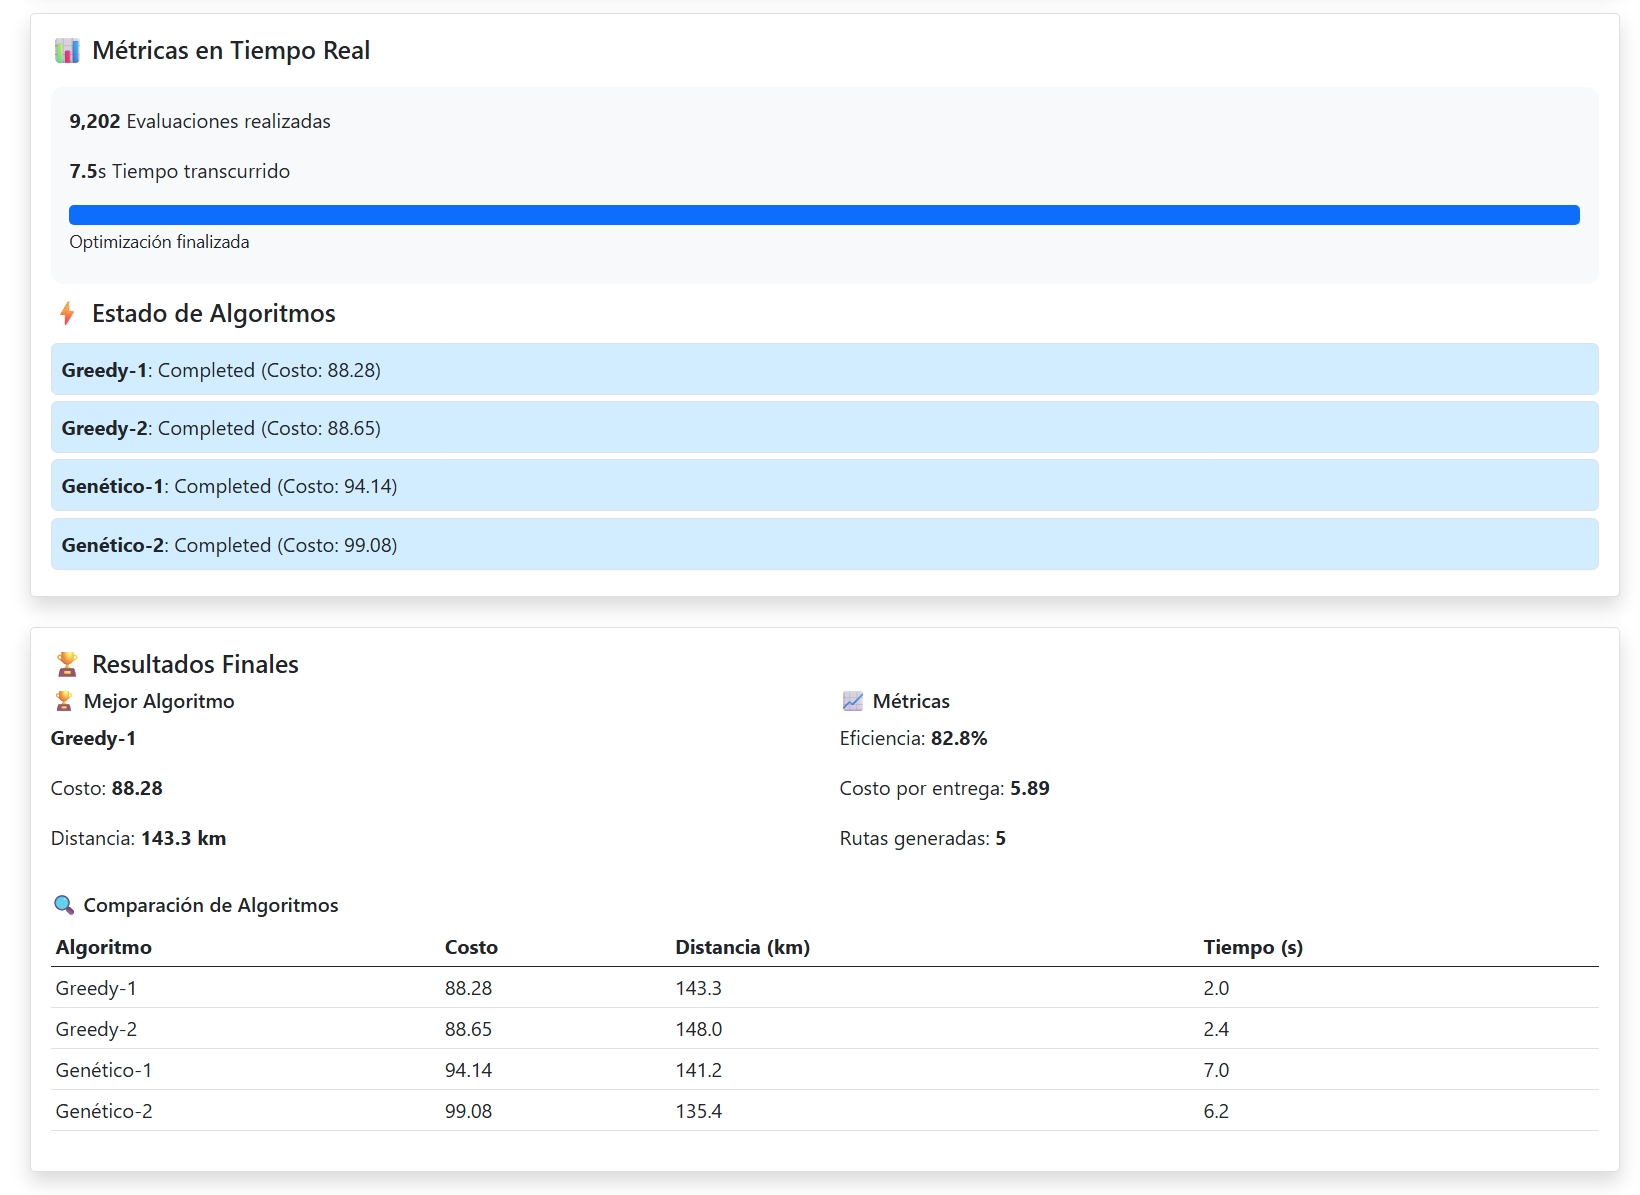 Métricas en Tiempo Real
9,202 Evaluaciones realizadas
7.5s Tiempo transcurrido
Optimización finalizada
Estado de Algoritmos
Greedy-1: Completed (Costo: 88.28)
Greedy-2: Completed (Costo: 88.65)
Genético-1: Completed (Costo: 94.14)
Genético-2: Completed (Costo: 99.08)
Resultados Finales
Mejor Algoritmo
Greedy-1
Costo: 88.28
Distancia: 143.3 km
Métricas
Eficiencia: 82.8%
Costo por entrega: 5.89
Rutas generadas: 5
Comparación de Algoritmos
Algoritmo Costo Distancia (km) Tiempo (s)
Greedy-1 88.28 143.3 2.0
Greedy-2 88.65 148.0 2.4
Genético-1 94.14 141.2 7.0
Genético-2 99.08 135.4 6.2